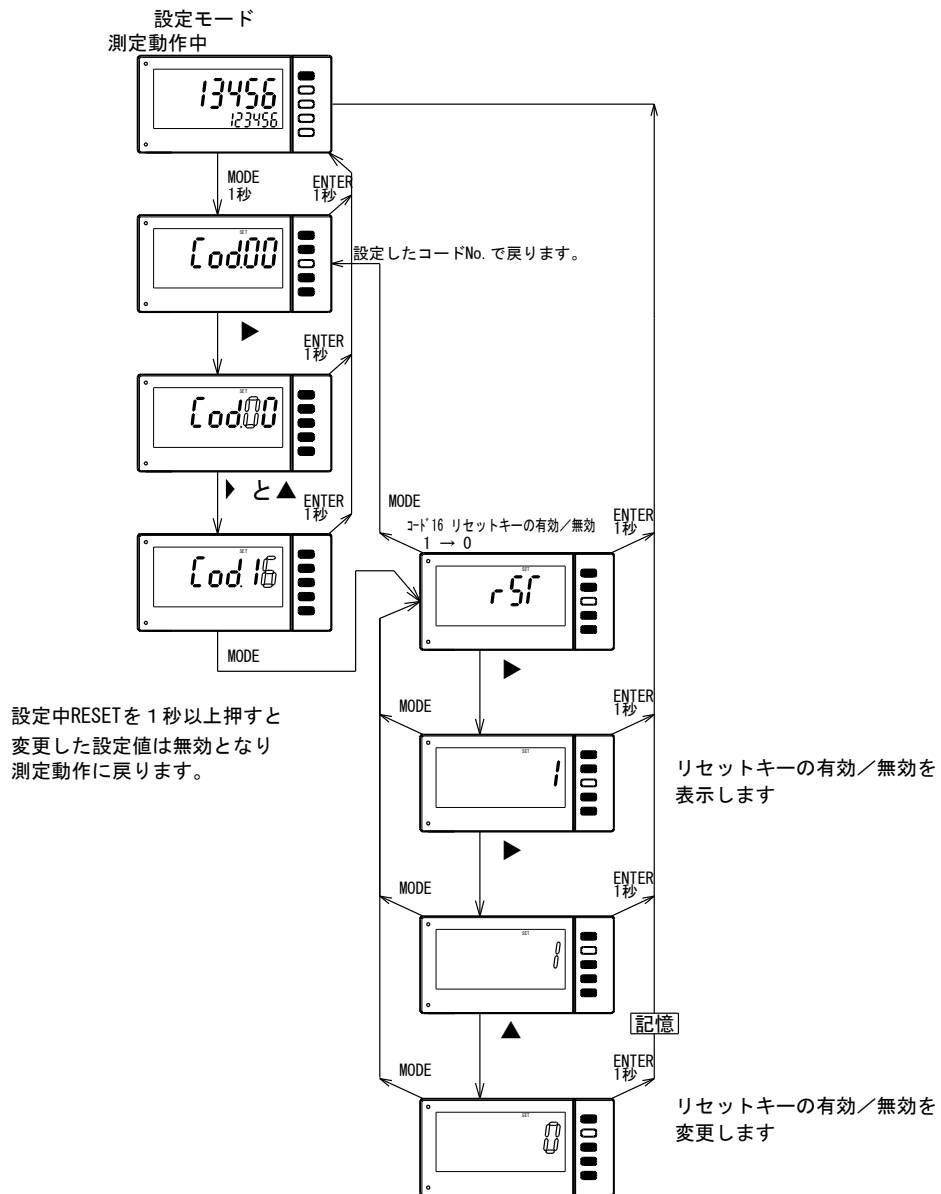 設定モード
測定動作中
13456
123456
MODE
1秒
ENTER
1秒
SET
Cod.00
設定したコードNo.で戻ります。
▶
ENTER
1秒
SET
Cod.00
▶ と▲
ENTER
1秒
SET
Cod.16
MODE
MODE
ｺｰﾄﾞ16 リセットキーの有効／無効
1 → 0
ENTER
1秒
SET
rST
▶
設定中RESETを１秒以上押すと
変更した設定値は無効となり
測定動作に戻ります。
MODE
ENTER
1秒
SET
1
リセットキーの有効／無効を
表示します
▶
MODE
ENTER
1秒
SET
1
▲
記憶
MODE
ENTER
1秒
SET
0
リセットキーの有効／無効を
変更します